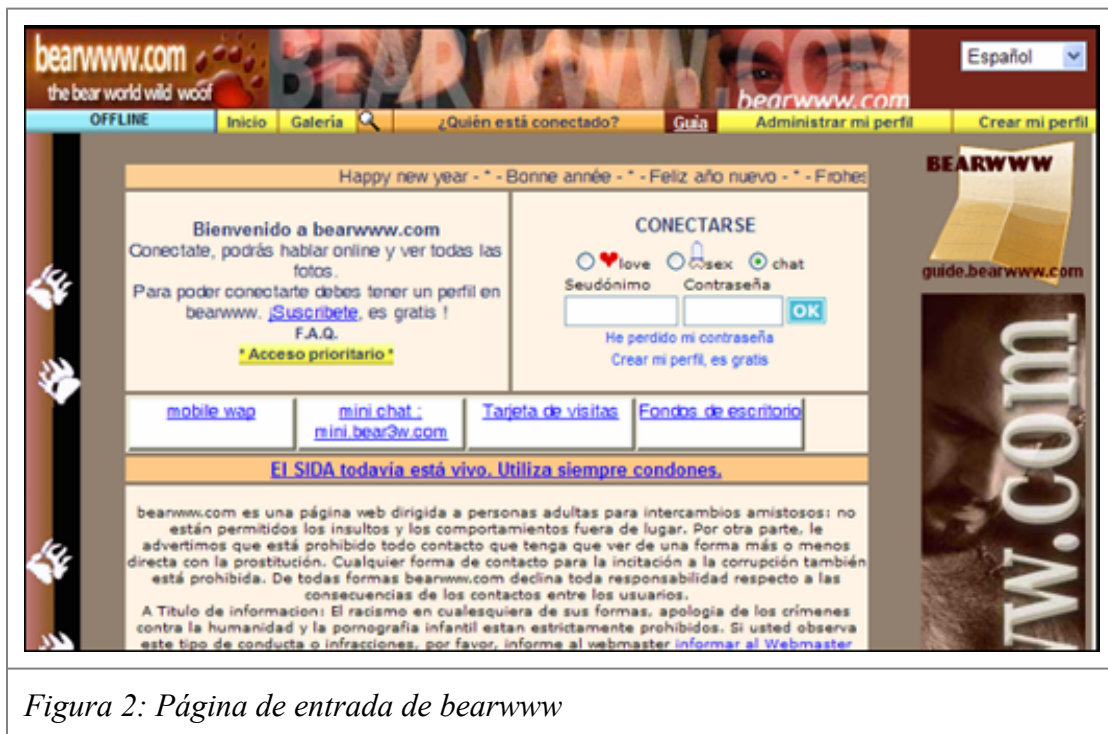 bearwww.com
the bear world wild woof
BEARWWW.COM
bearwww.com
Español
OFFLINE Inicio Galería ¿Quién está conectado? Guia Administrar mi perfil Crear mi perfil
Happy new year - * - Bonne année - * - Feliz año nuevo - * - Frohes
Bienvenido a bearwww.com
Conectate, podrás hablar online y ver todas las
fotos.
Para poder conectarte debes tener un perfil en
bearwww. ¡Suscribete, es gratis !
F.A.Q.
* Acceso prioritario *
CONECTARSE
love sex chat
Seudónimo Contraseña
OK
He perdido mi contraseña
Crear mi perfil, es gratis
BEARWWW
guide.bearwww.com
mobile wap
mini chat :
mini.bear3w.com
Tarjeta de visitas
Fondos de escritorio
El SIDA todavía está vivo. Utiliza siempre condones.
bearwww.com es una página web dirigida a personas adultas para intercambios amistosos: no
están permitidos los insultos y los comportamientos fuera de lugar. Por otra parte, le
advertimos que está prohibido todo contacto que tenga que ver de una forma más o menos
directa con la prostitución. Cualquier forma de contacto para la incitación a la corrupción también
está prohibida. De todas formas bearwww.com declina toda responsabilidad respecto a las
consecuencias de los contactos entre los usuarios.
A Titulo de informacion: El racismo en cualesquiera de sus formas, apologia de los crímenes
contra la humanidad y la pornografia infantil estan estrictamente prohibidos. Si usted observa
este tipo de conducta o infracciones, por favor, informe al webmaster informar al Webmaster
ww.com
Figura 2: Página de entrada de bearwww